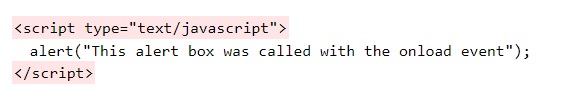 <script type="text/javascript">
alert("This alert box was called with the onload event");
</script>